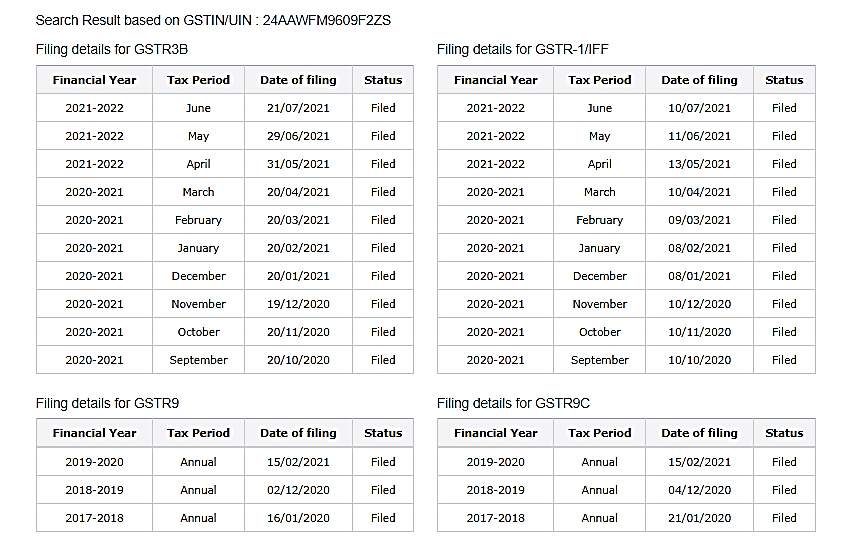 Search Result based on GSTIN/UIN : 24AAWFM9609F2ZS
Filing details for GSTR3B
Financial Year Tax Period Date of filing Status
2021-2022 June 21/07/2021 Filed
2021-2022 May 29/06/2021 Filed
2021-2022 April 31/05/2021 Filed
2020-2021 March 20/04/2021 Filed
2020-2021 February 20/03/2021 Filed
2020-2021 January 20/02/2021 Filed
2020-2021 December 20/01/2021 Filed
2020-2021 November 19/12/2020 Filed
2020-2021 October 20/11/2020 Filed
2020-2021 September 20/10/2020 Filed
Filing details for GSTR-1/IFF
Financial Year Tax Period Date of filing Status
2021-2022 June 10/07/2021 Filed
2021-2022 May 11/06/2021 Filed
2021-2022 April 13/05/2021 Filed
2020-2021 March 10/04/2021 Filed
2020-2021 February 09/03/2021 Filed
2020-2021 January 08/02/2021 Filed
2020-2021 December 08/01/2021 Filed
2020-2021 November 10/12/2020 Filed
2020-2021 October 10/11/2020 Filed
2020-2021 September 10/10/2020 Filed
Filing details for GSTR9
Financial Year Tax Period Date of filing Status
2019-2020 Annual 15/02/2021 Filed
2018-2019 Annual 02/12/2020 Filed
2017-2018 Annual 16/01/2020 Filed
Filing details for GSTR9C
Financial Year Tax Period Date of filing Status
2019-2020 Annual 15/02/2021 Filed
2018-2019 Annual 04/12/2020 Filed
2017-2018 Annual 21/01/2020 Filed